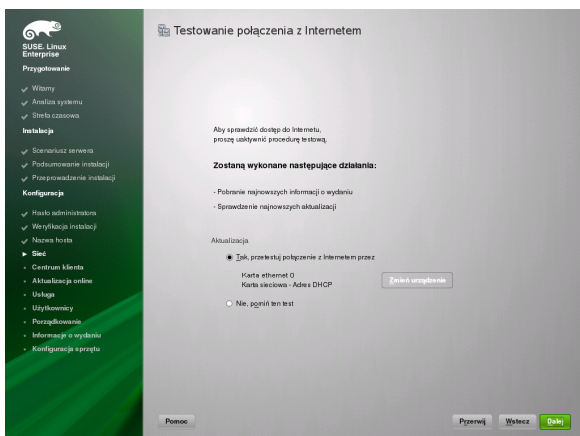 SUSE. Linux
Enterprise
Przygotowanie
Witamy
Analiza systemu
Strefa czasowa
Instalacja
Scenariusz serwera
Podsumowanie instalacji
Przeprowadzenie instalacji
Konfiguracja
Hasło administratora
Weryfikacja instalacji
Nazwa hosta
Sieć
Centrum klienta
Aktualizacja online
Usługa
Użytkownicy
Porządkowanie
Informacje o wydaniu
Konfiguracja sprzętu
Testowanie połączenia z Internetem
Aby sprawdzić dostęp do Internetu,
proszę uaktywnić procedurę testową.
Zostaną wykonane następujące działania:
- Pobranie najnowszych informacji o wydaniu
- Sprawdzenie najnowszych aktualizacji
Aktualizacja
Tak, przetestuj połączenie z Internetem przez
Karta ethernet 0
Karta sieciowa - Adres DHCP
Zmień urządzenie
Nie, pomiń ten test
Pomoc
Przerwij
Wstecz
Dalej